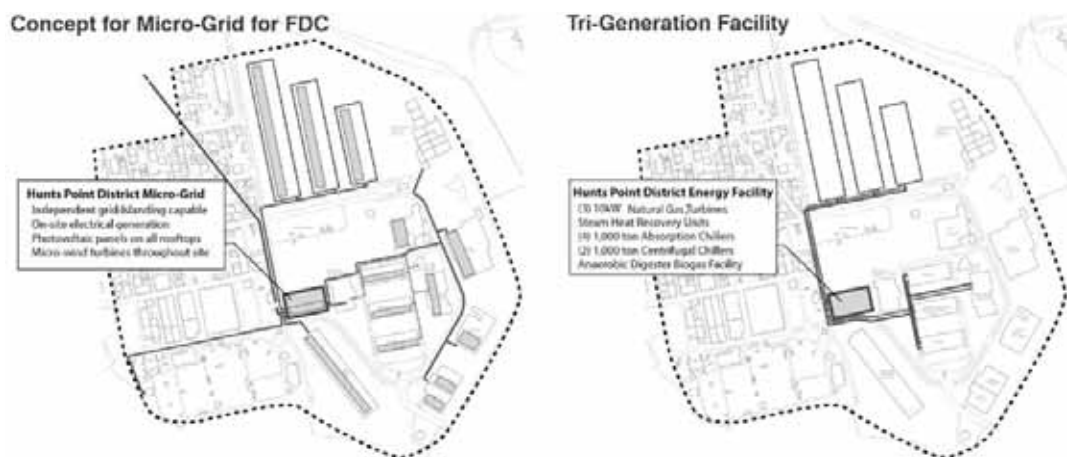 Concept for Micro-Grid for FDC
Hunts Point District Micro-Grid
Independent grid-islanding capable
On-site electrical generation
Photovoltaic panels on all rooftops
Micro-wind turbines throughout site
Tri-Generation Facility
Hunts Point District Energy Facility
(3) 10kW Natural Gas Turbines
Steam Heat Recovery Units
(4) 1,000 ton Absorption Chillers
(2) 1,000 ton Centrifugal Chillers
Anaerobic Digester Biogas Facility